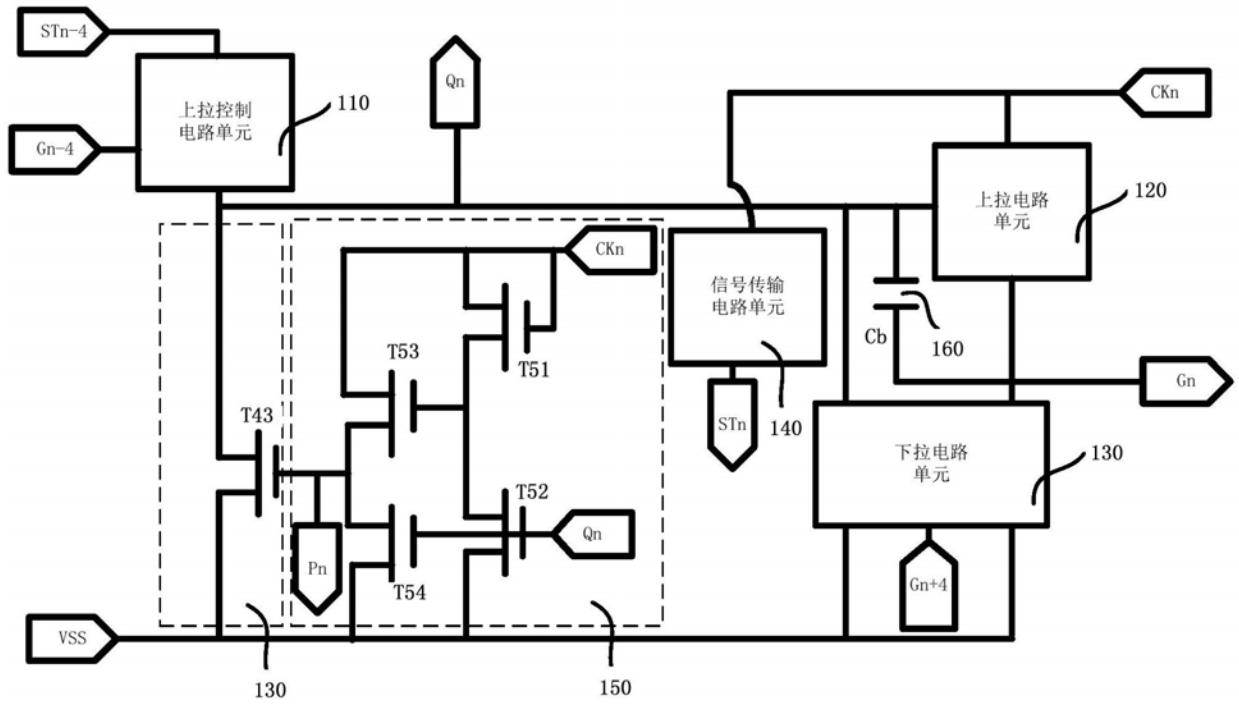 STn-4
上拉控制
电路单元
110
Gn-4
Qn
CKn
上拉电路
单元
120
CKn
信号传输
电路单元
140
STn
Cb
160
Gn
T53
T51
T43
T52
Qn
Pn
T54
下拉电路
单元
130
Gn+4
VSS
130
150